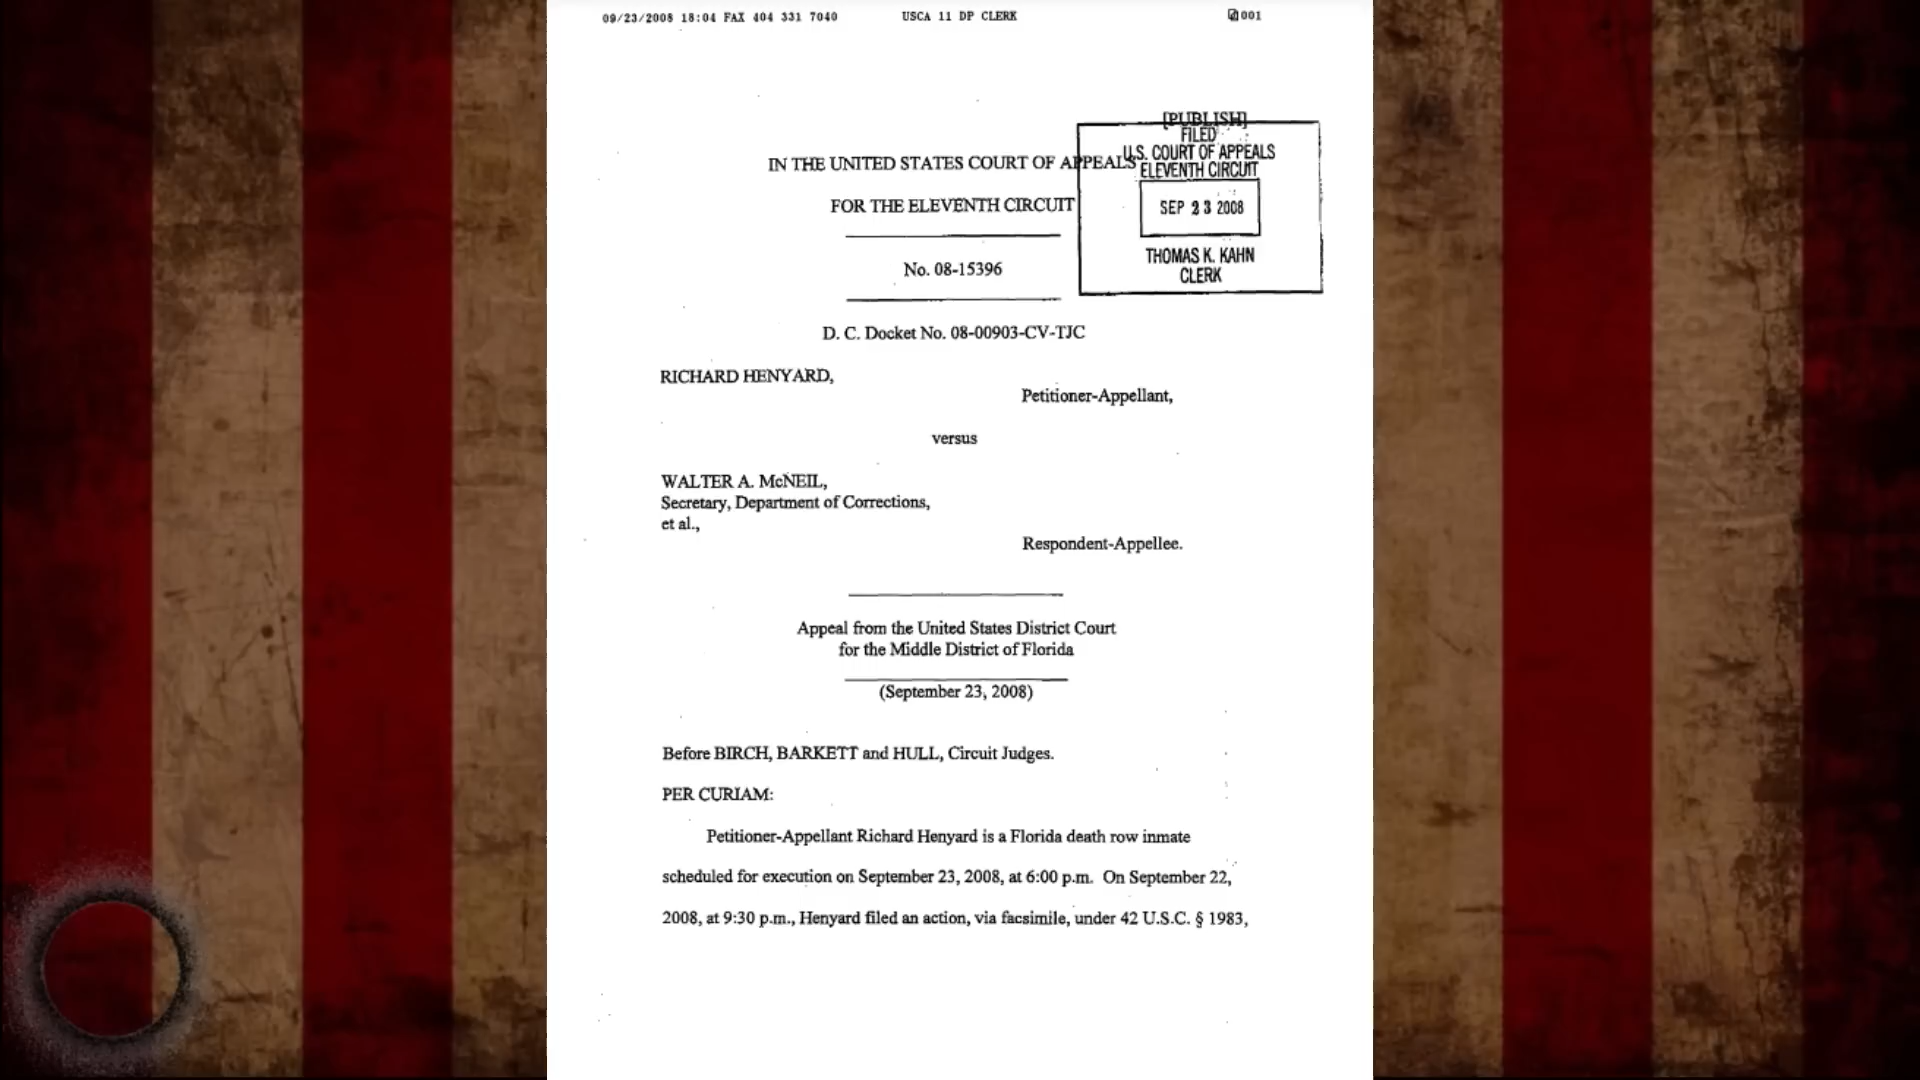 09/23/2008 18:04 FAX 404 331 7040 USCA 11 DP CLERK 001
[PUBLISH]
FILED
U.S. COURT OF APPEALS
ELEVENTH CIRCUIT
SEP 23 2008
THOMAS K. KAHN
CLERK
IN THE UNITED STATES COURT OF APPEALS
FOR THE ELEVENTH CIRCUIT
No. 08-15396
D. C. Docket No. 08-00903-CV-TJC
RICHARD HENYARD,
Petitioner-Appellant,
versus
WALTER A. McNEIL,
Secretary, Department of Corrections,
et al.,
Respondent-Appellee.
Appeal from the United States District Court
for the Middle District of Florida
(September 23, 2008)
Before BIRCH, BARKETT and HULL, Circuit Judges.
PER CURIAM:
Petitioner-Appellant Richard Henyard is a Florida death row inmate
scheduled for execution on September 23, 2008, at 6:00 p.m. On September 22,
2008, at 9:30 p.m., Henyard filed an action, via facsimile, under 42 U.S.C. § 1983,